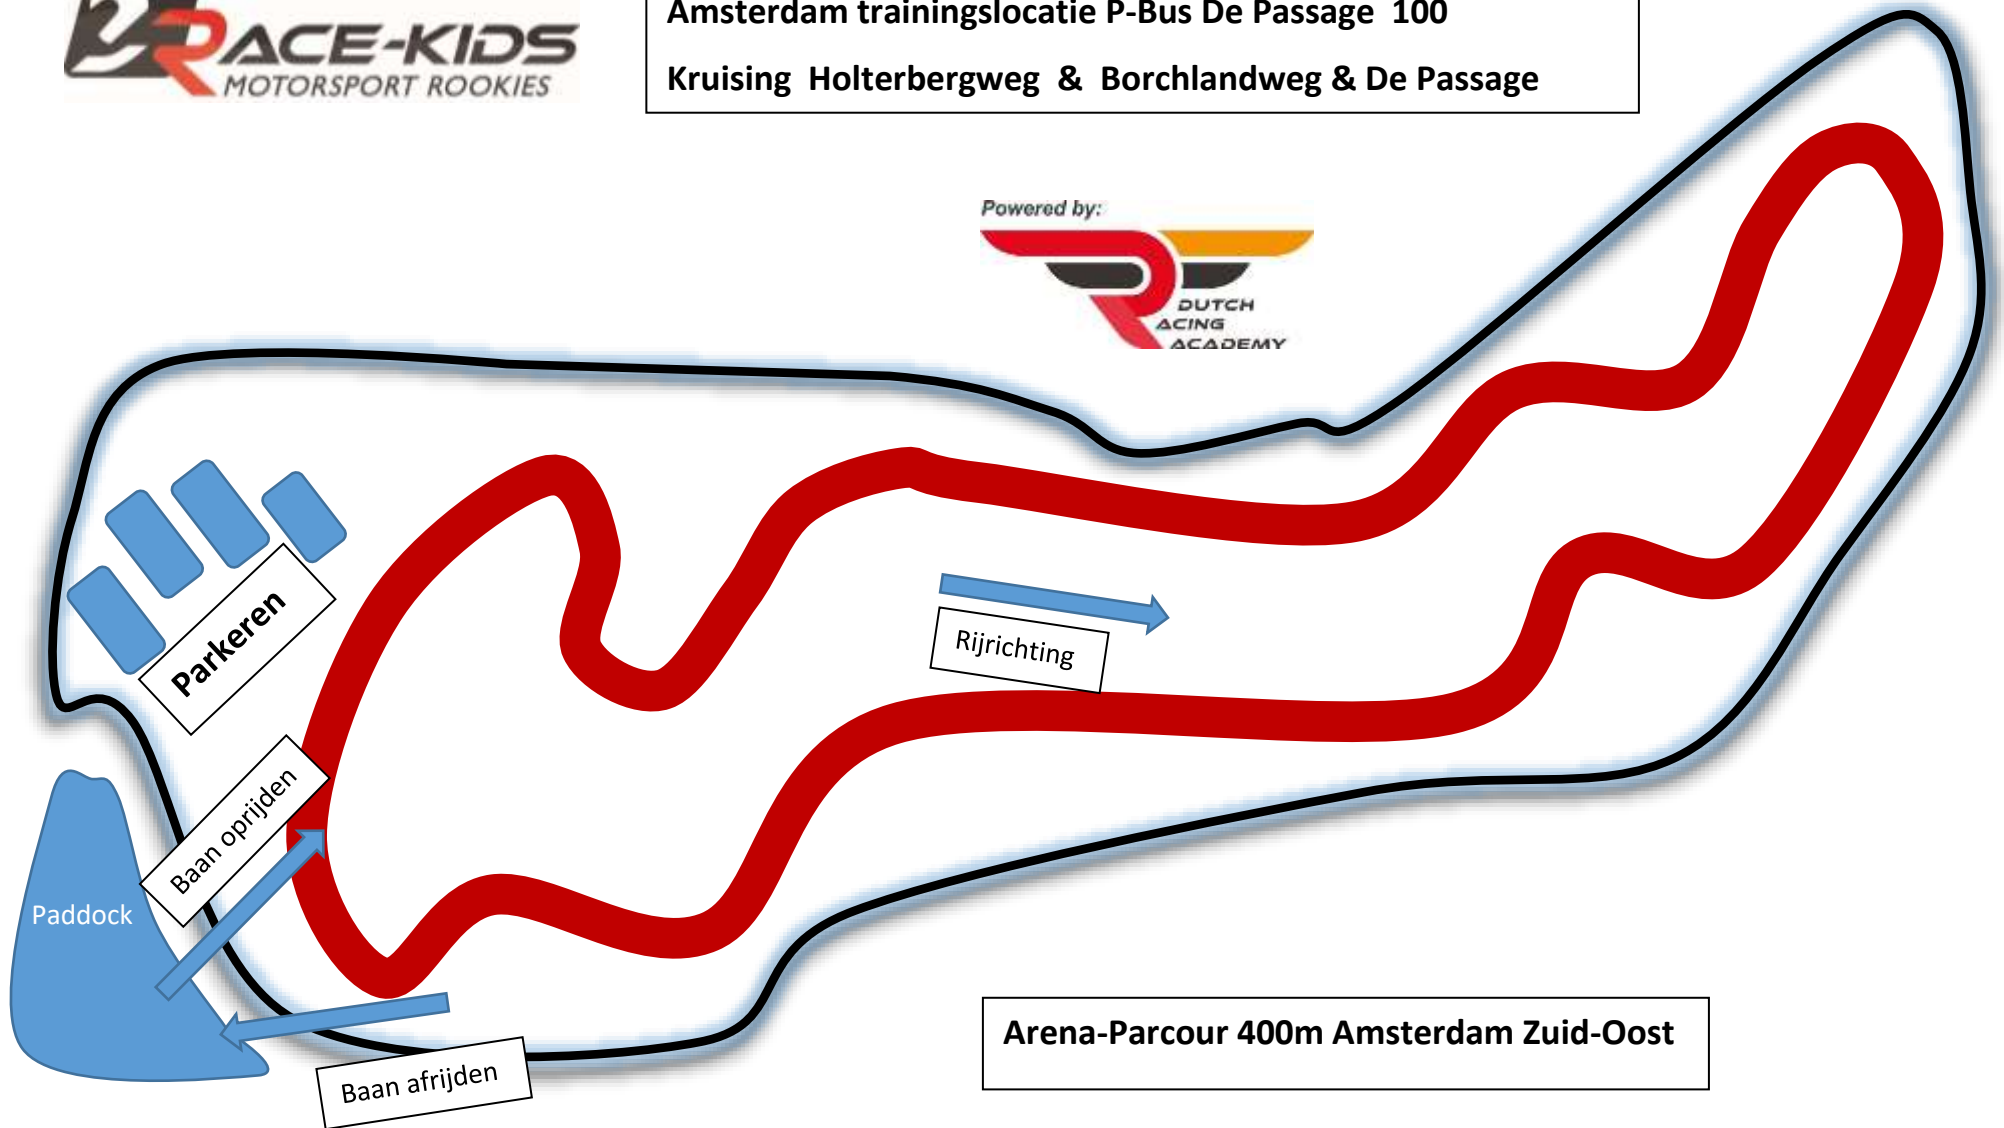 RACE-KIDS
MOTORSPORT ROOKIES
Amsterdam trainingslocatie P-Bus De Passage 100
Kruising Holterbergweg & Borchlandweg & De Passage
Powered by:
DUTCH
RACING
ACADEMY
Parkeren
Rijrichting
Baan oprijden
Paddock
Baan afrijden
Arena-Parcour 400m Amsterdam Zuid-Oost